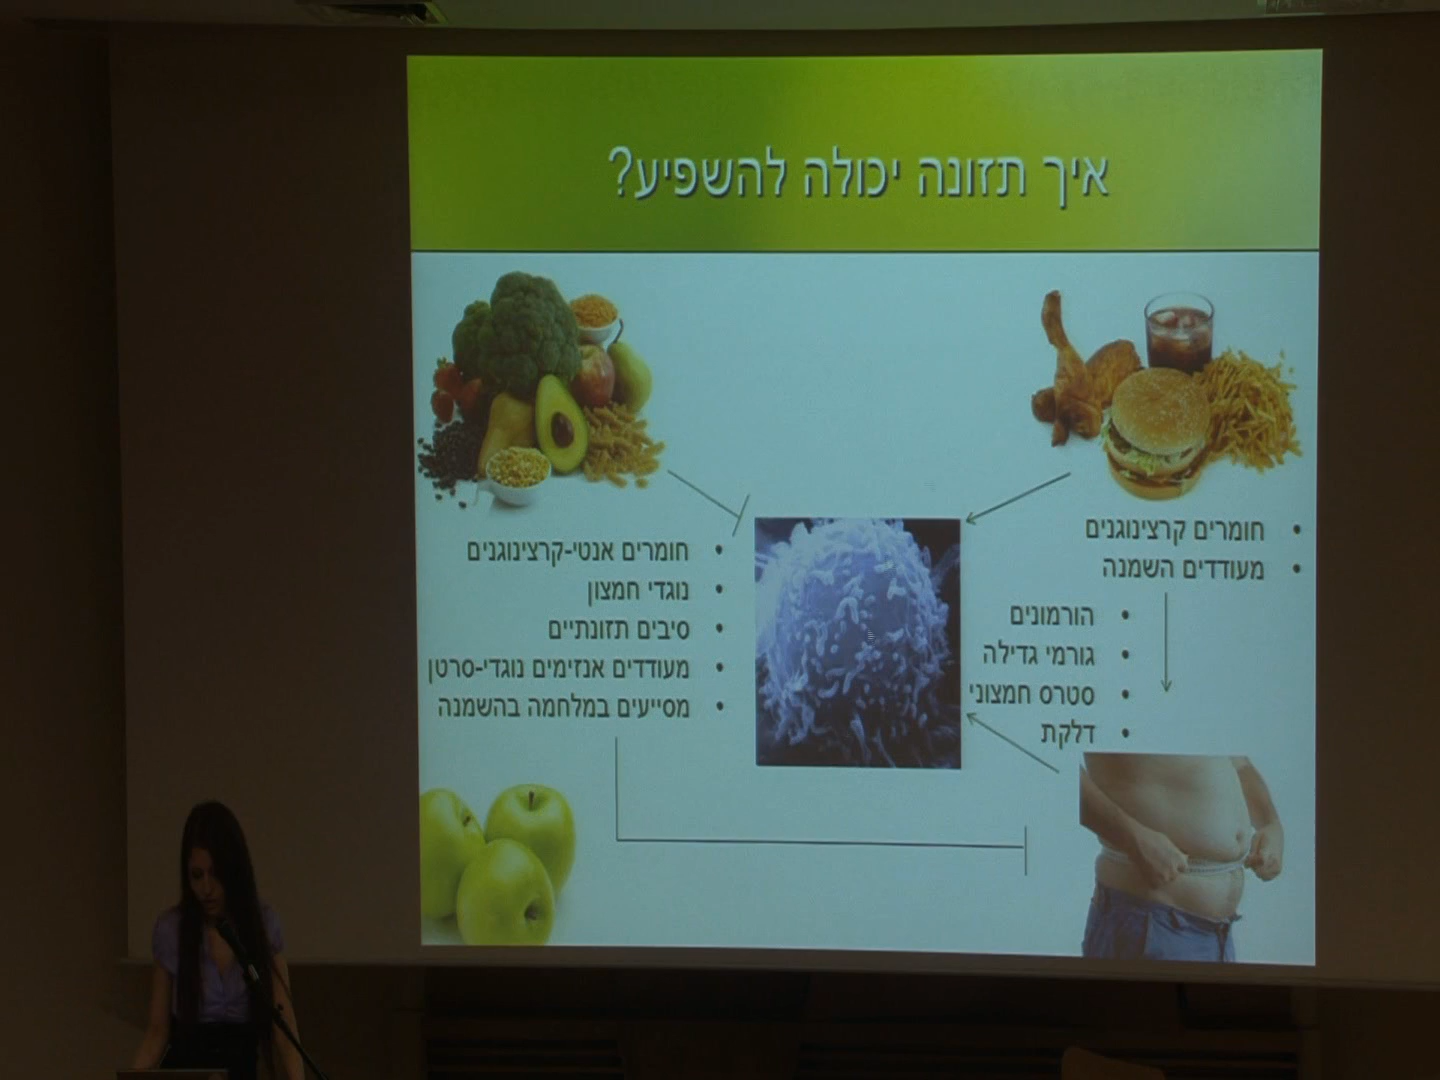 איך תזונה יכולה להשפיע?
• חומרים קרצינוגנים
• מעודדים השמנה
• הורמונים
• גורמי גדילה
• סטרס חמצוני
• דלקת
• חומרים אנטי-קרצינוגנים
• נוגדי חמצון
• סיבים תזונתיים
• מעודדים אנזימים נוגדי-סרטן
• מסייעים במלחמה בהשמנה